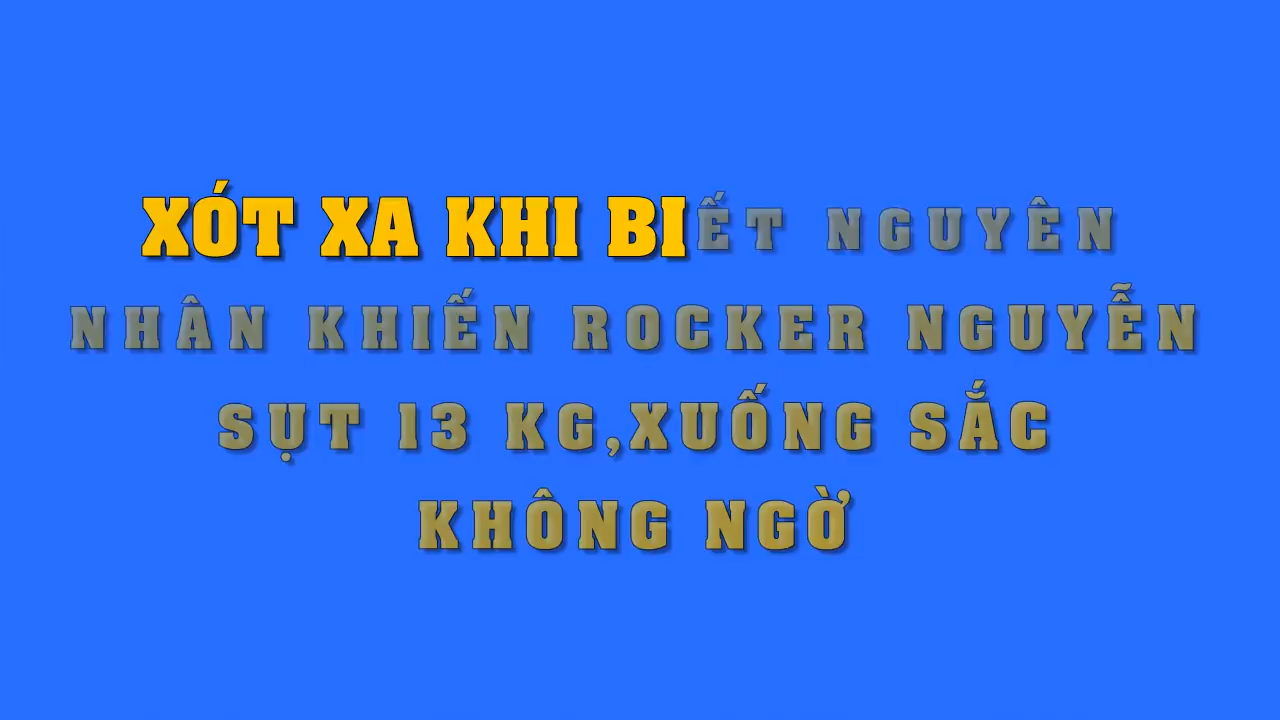 XÓT XA KHI BIẾT NGUYÊN
NHÂN KHIẾN ROCKER NGUYỄN
SỤT 13 KG,XUỐNG SẮC
KHÔNG NGỜ